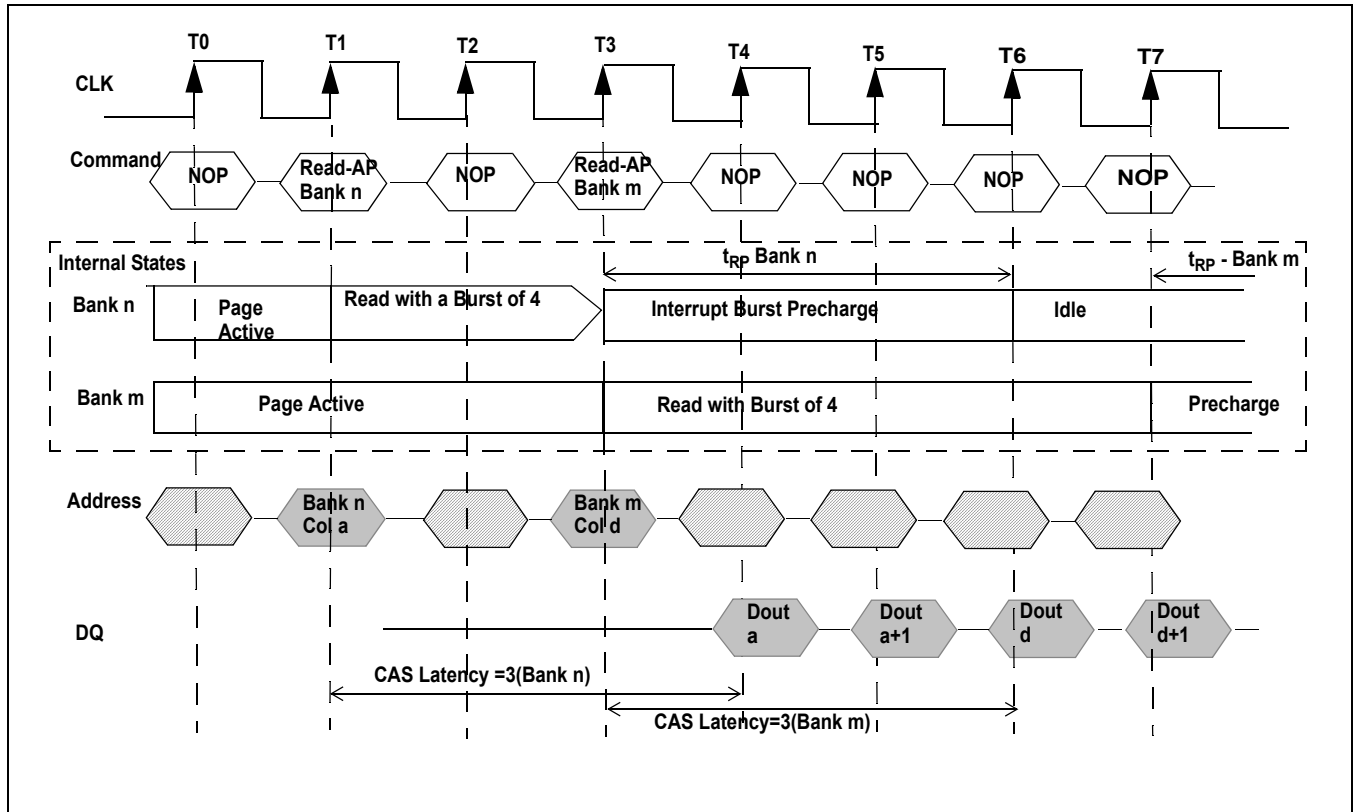 T0 T1 T2 T3 T4 T5 T6 T7
CLK
Command
NOP
Read-AP
Bank n
NOP
Read-AP
Bank m
NOP
NOP
NOP
NOP
Internal States
tRP Bank n
tRP - Bank m
Bank n
Page
Active
Read with a Burst of 4
Interrupt Burst Precharge
Idle
Bank m
Page Active
Read with Burst of 4
Precharge
Address
Bank n
Col a
Bank m
Col d
DQ
Dout
a
Dout
a+1
Dout
d
Dout
d+1
CAS Latency =3(Bank n)
CAS Latency=3(Bank m)